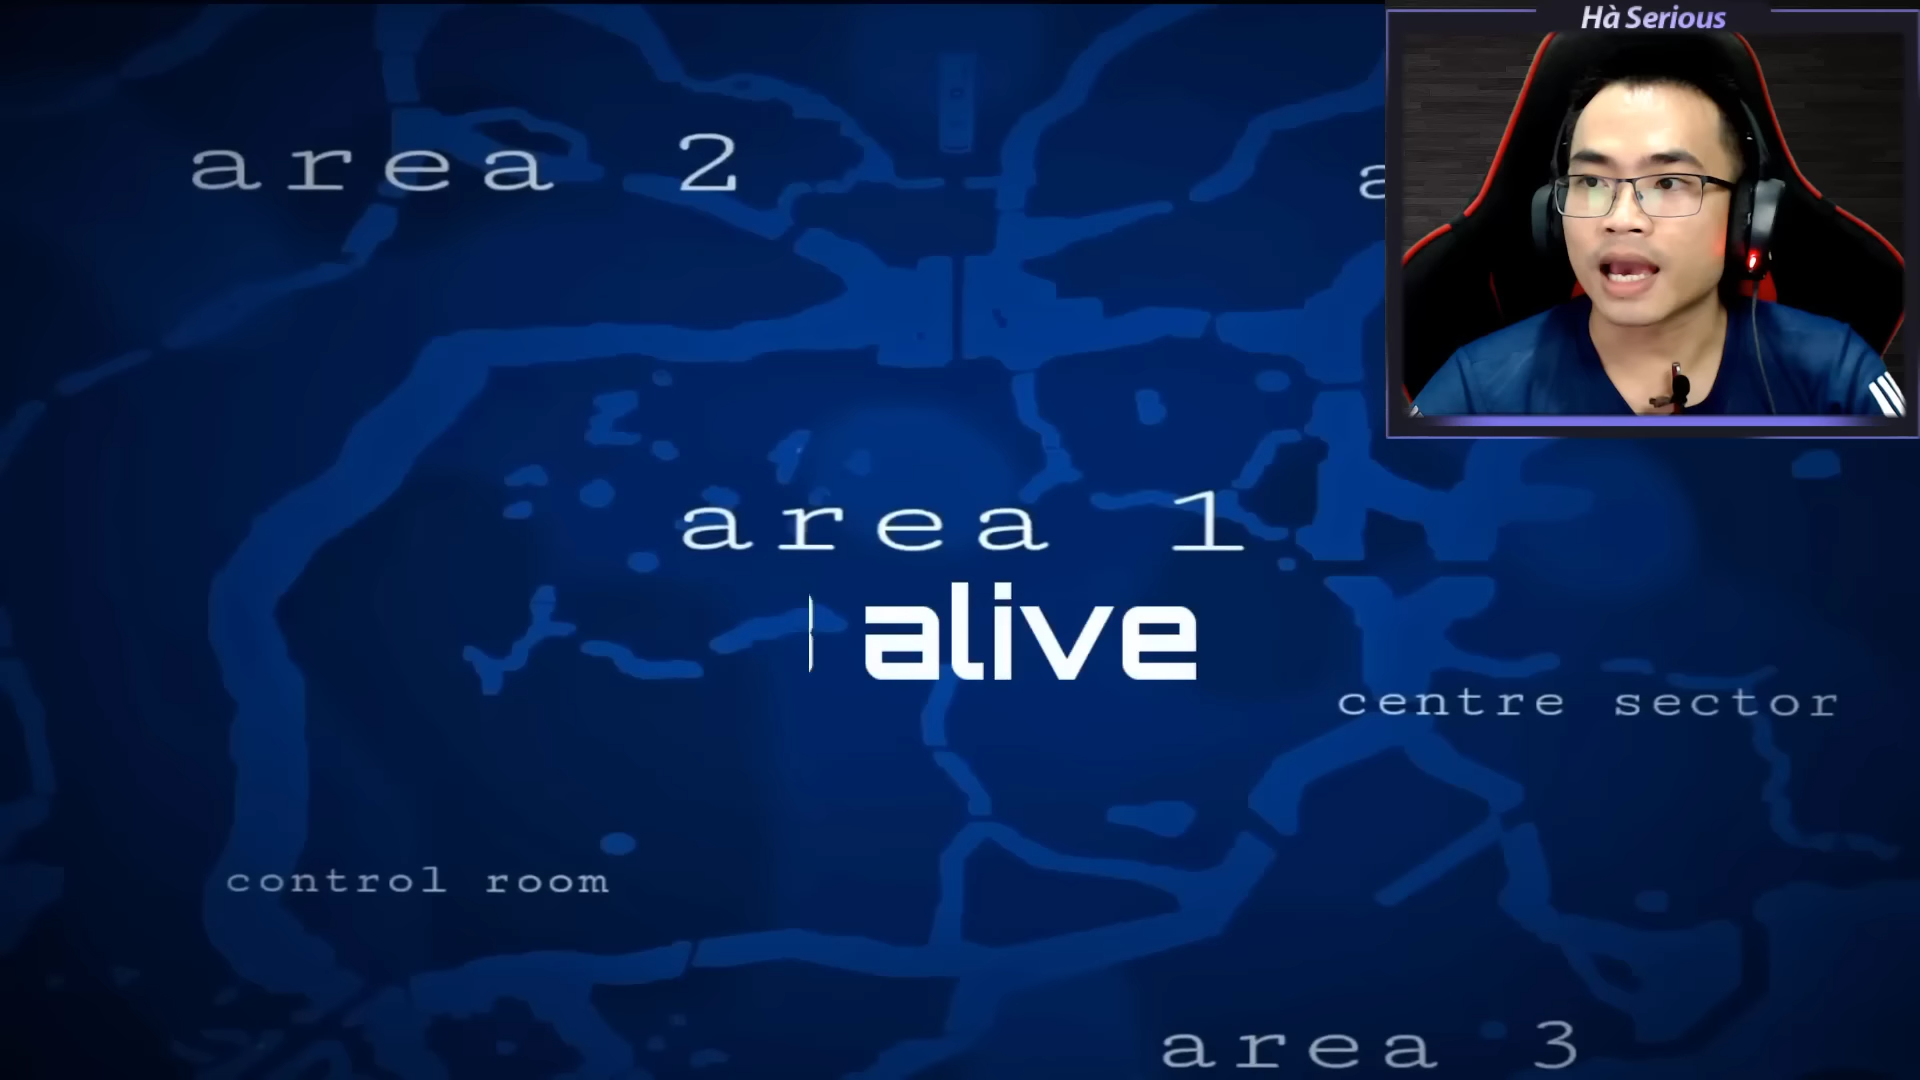 Hà Serious
area 2
a
area 1
alive
centre sector
control room
area 3